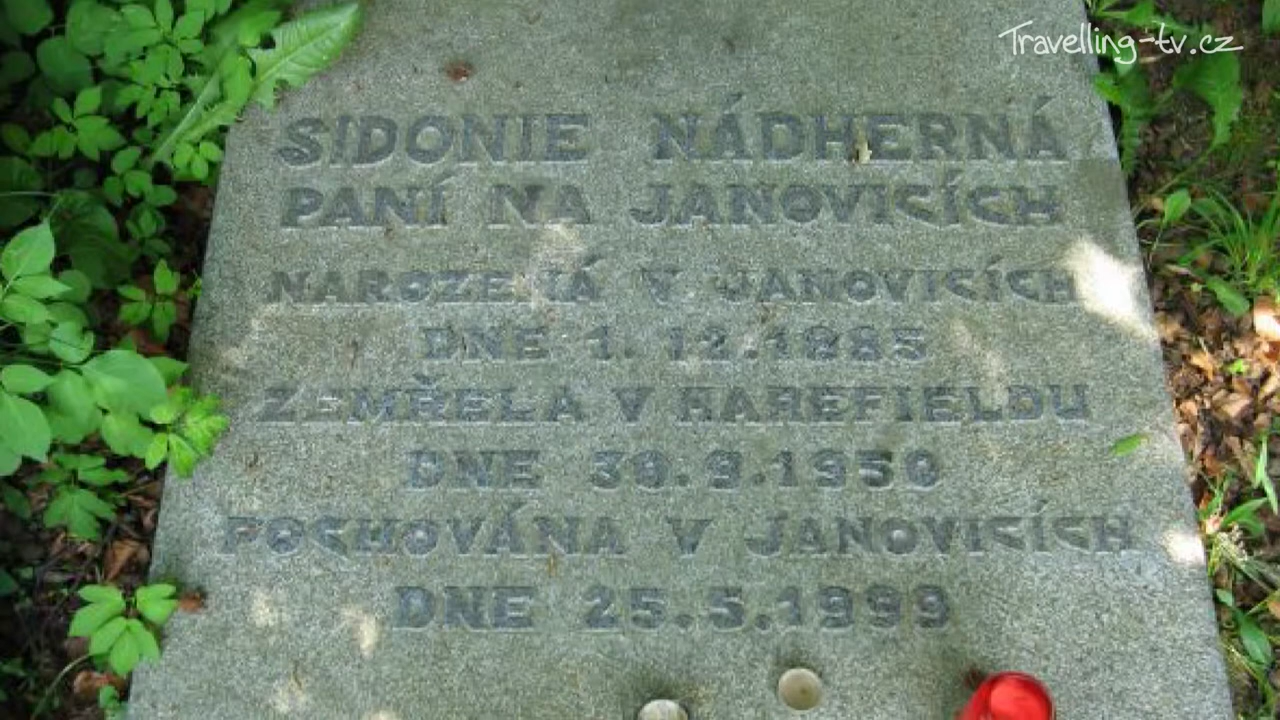 Travelling-tv.cz
SIDONIE NÁDHERNÁ
PANÍ NA JANOVICÍCH
NAROZENÁ V JANOVICÍCH
DNE 1. 12.1885
ZEMŘELA V HAREFIELDU
DNE 30.9.1950
POCHOVÁNA V JANOVICÍCH
DNE 25.5.1999